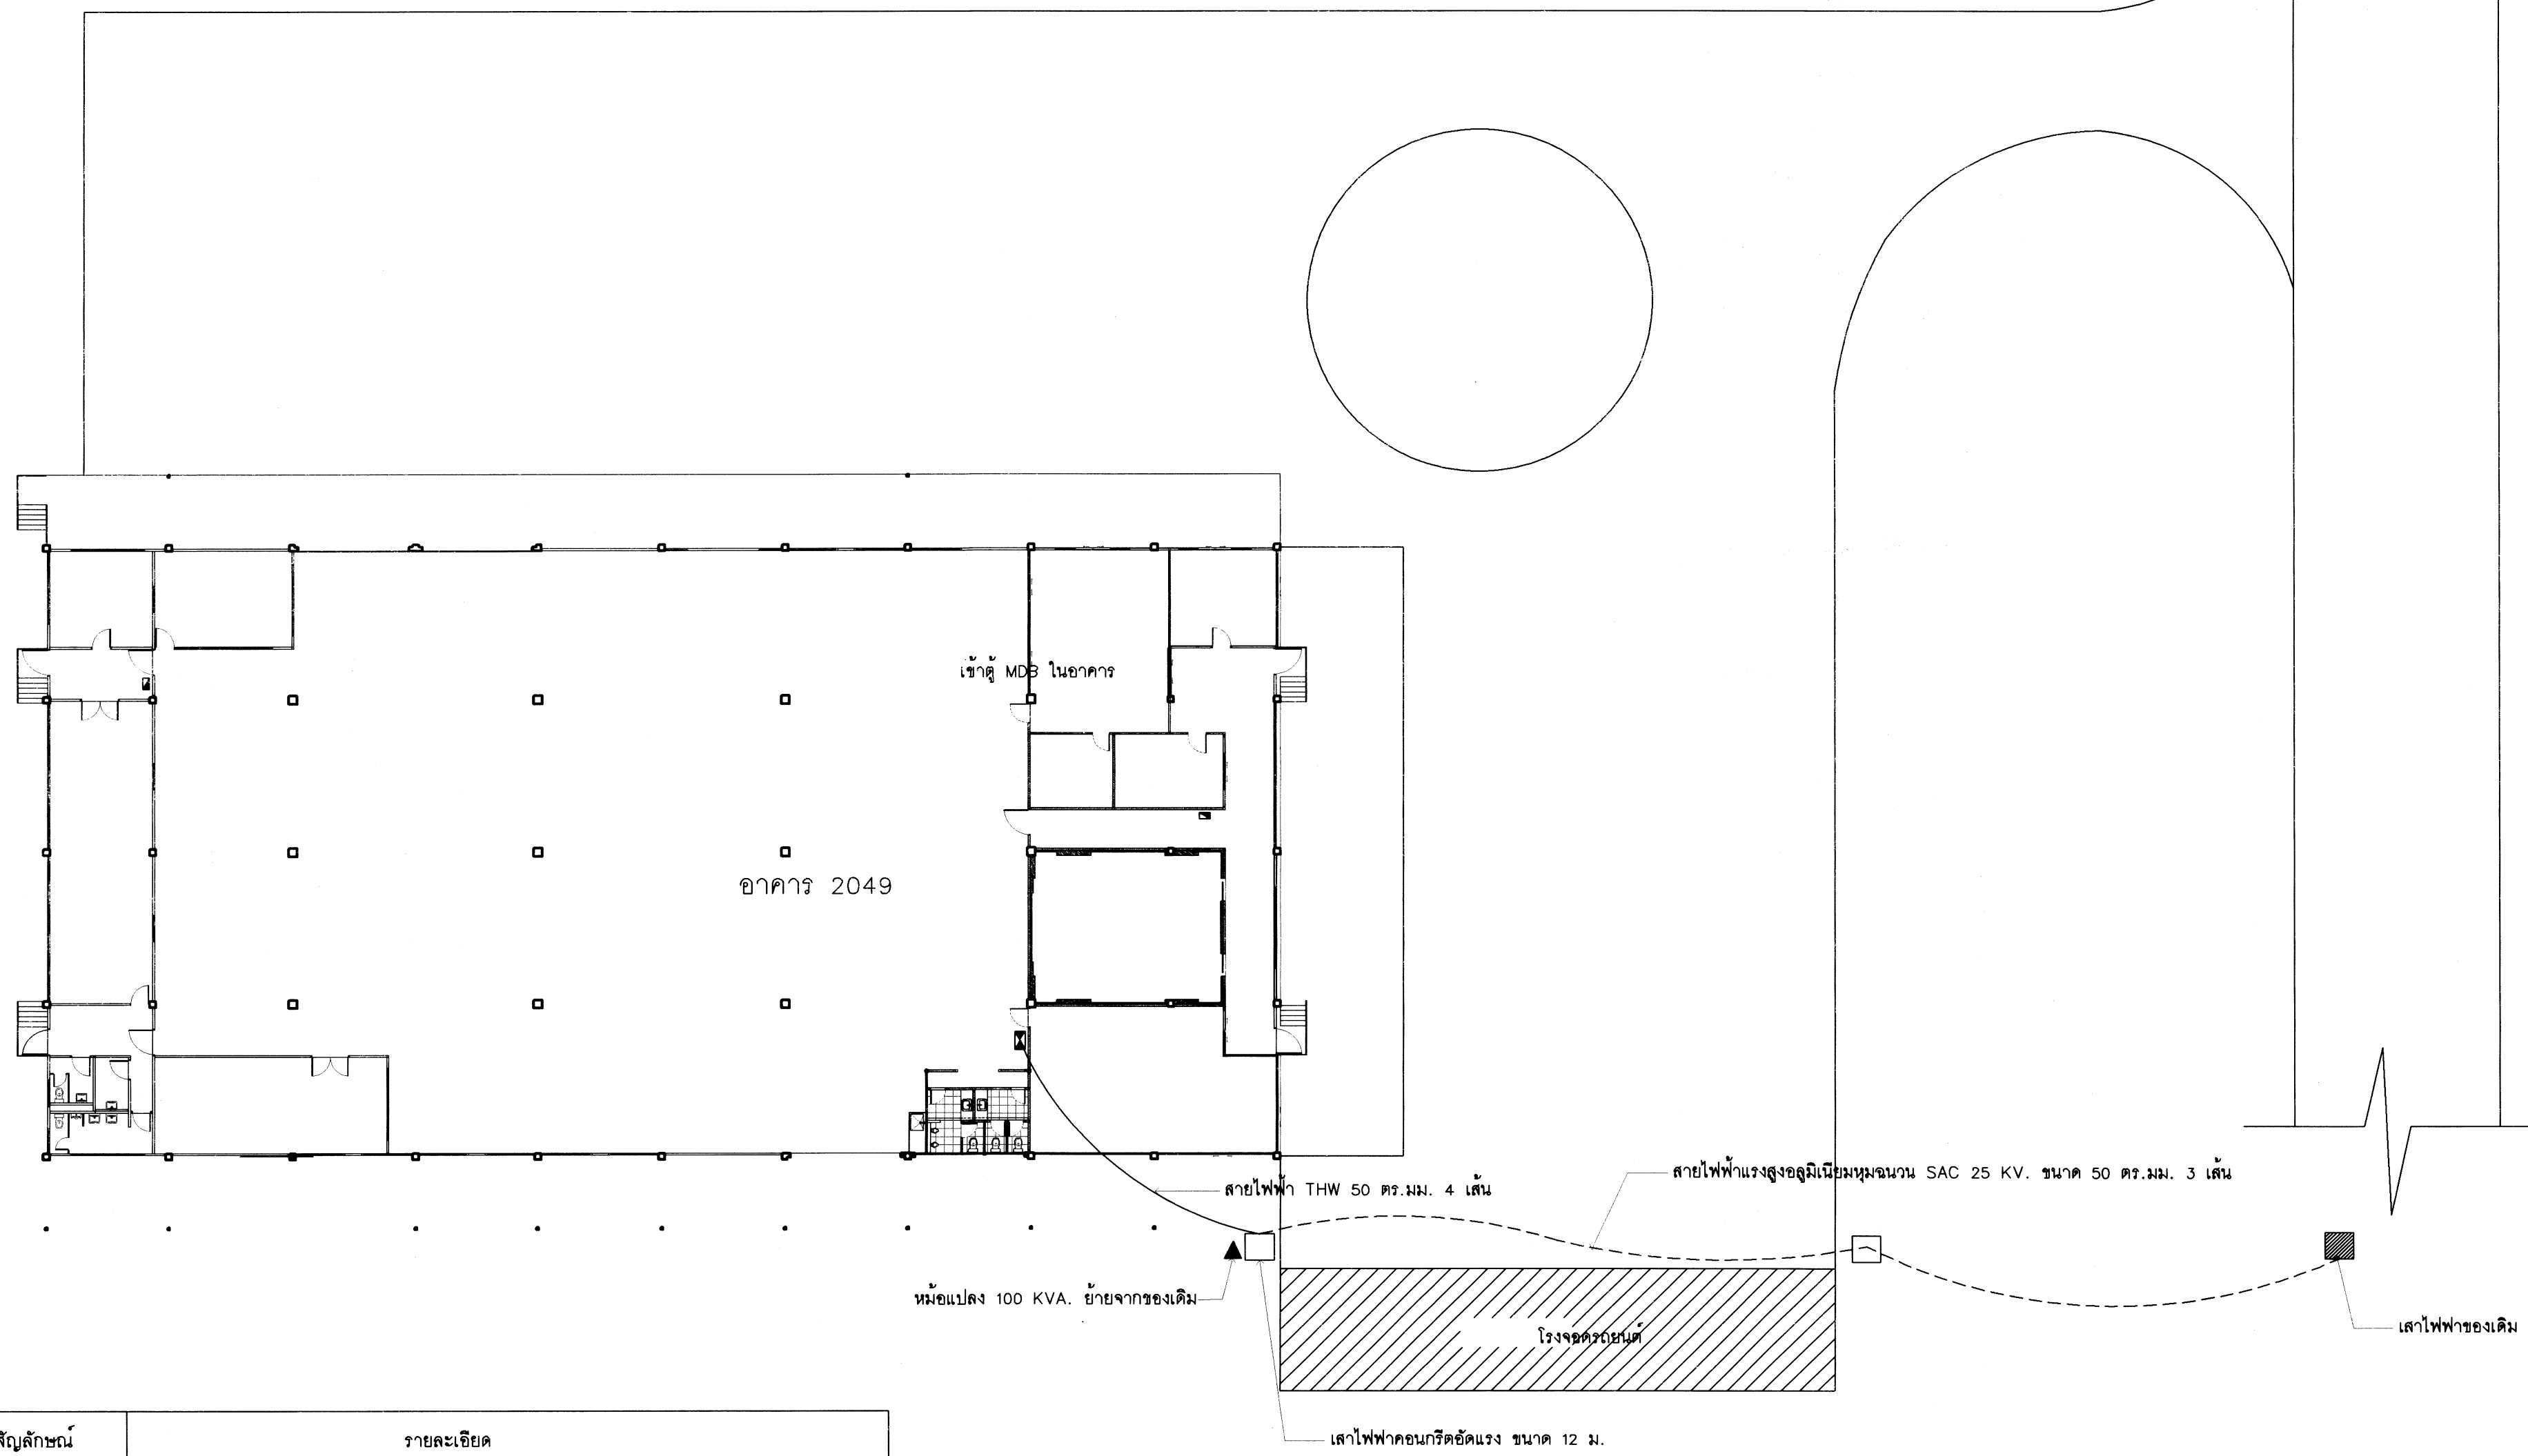 เข้าตู้ MDB ในอาคาร
อาคาร 2049
สายไฟฟ้าแรงสูงอลูมิเนียมหุมฉนวน SAC 25 KV. ขนาด 50 ตร.มม. 3 เส้น
สายไฟฟ้า THW 50 ตร.มม. 4 เส้น
หม้อแปลง 100 KVA. ย้ายจากของเดิม
โรงจอดรถยนต์
เสาไฟฟาของเดิม
เสาไฟฟาคอนกรีตอัดแรง ขนาด 12 ม.
สัญลักษณ์
รายละเอียด